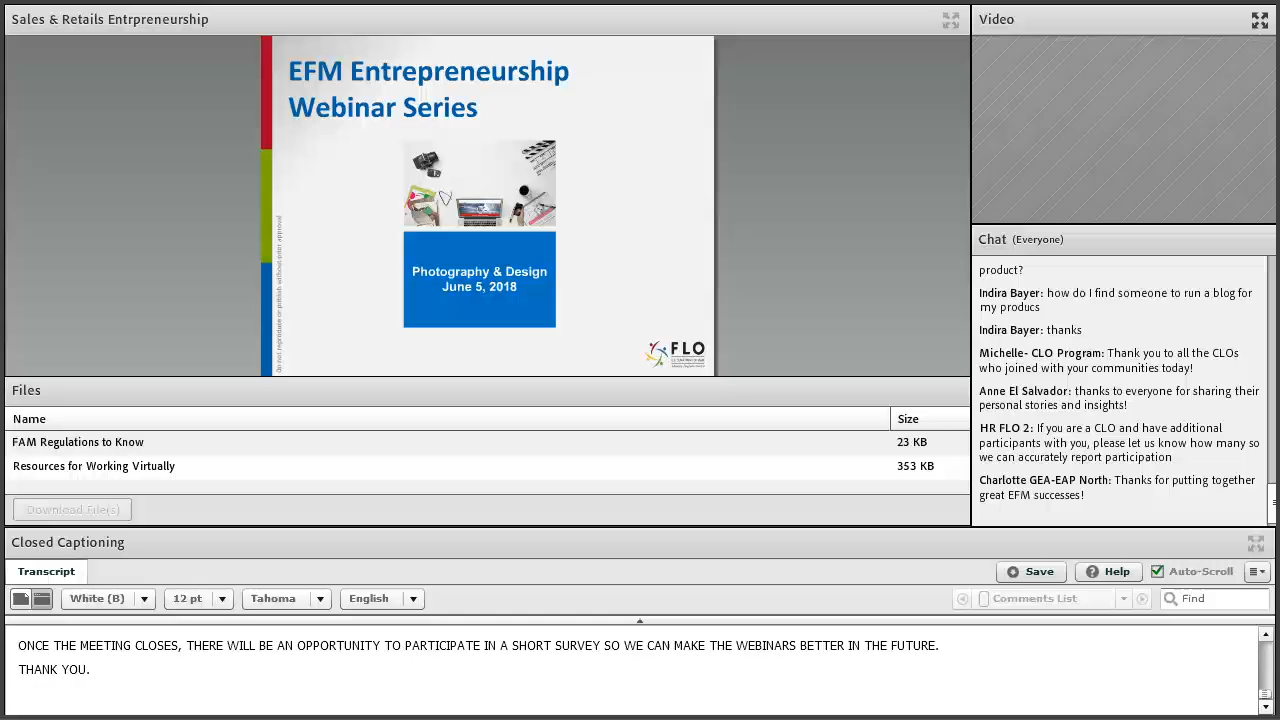 Sales & Retails Entrpreneurship
EFM Entrepreneurship
Webinar Series
Photography & Design
June 5, 2018
Do not reproduce or publish without prior approval
FLO
Files
Name
Size
FAM Regulations to Know
23 KB
Resources for Working Virtually
353 KB
Download File(s)
Video
Chat (Everyone)
product?
Indira Bayer: how do I find someone to run a blog for
my producs
Indira Bayer: thanks
Michelle- CLO Program: Thank you to all the CLOs
who joined with your communities today!
Anne El Salvador: thanks to everyone for sharing their
personal stories and insights!
HR FLO 2: If you are a CLO and have additional
participants with you, please let us know how many so
we can accurately report participation
Charlotte GEA-EAP North: Thanks for putting together
great EFM successes!
Closed Captioning
Transcript
Save
Help
Auto-Scroll
White (B)
12 pt
Tahoma
English
Comments List
Find
ONCE THE MEETING CLOSES, THERE WILL BE AN OPPORTUNITY TO PARTICIPATE IN A SHORT SURVEY SO WE CAN MAKE THE WEBINARS BETTER IN THE FUTURE.
THANK YOU.